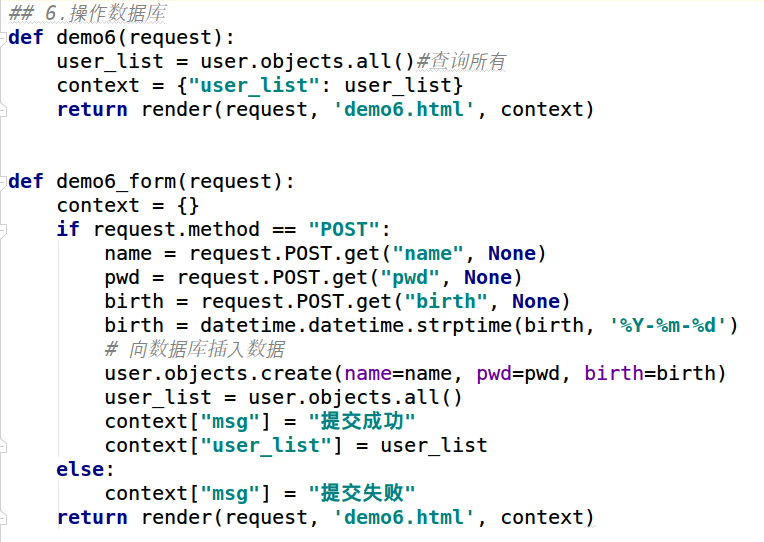 ## 6.操作数据库
def demo6(request):
    user_list = user.objects.all()#查询所有
    context = {"user_list": user_list}
    return render(request, 'demo6.html', context)
def demo6_form(request):
    context = {}
    if request.method == "POST":
        name = request.POST.get("name", None)
        pwd = request.POST.get("pwd", None)
        birth = request.POST.get("birth", None)
        birth = datetime.datetime.strptime(birth, '%Y-%m-%d')
        # 向数据库插入数据
        user.objects.create(name=name, pwd=pwd, birth=birth)
        user_list = user.objects.all()
        context["msg"] = "提交成功"
        context["user_list"] = user_list
    else:
        context["msg"] = "提交失败"
    return render(request, 'demo6.html', context)